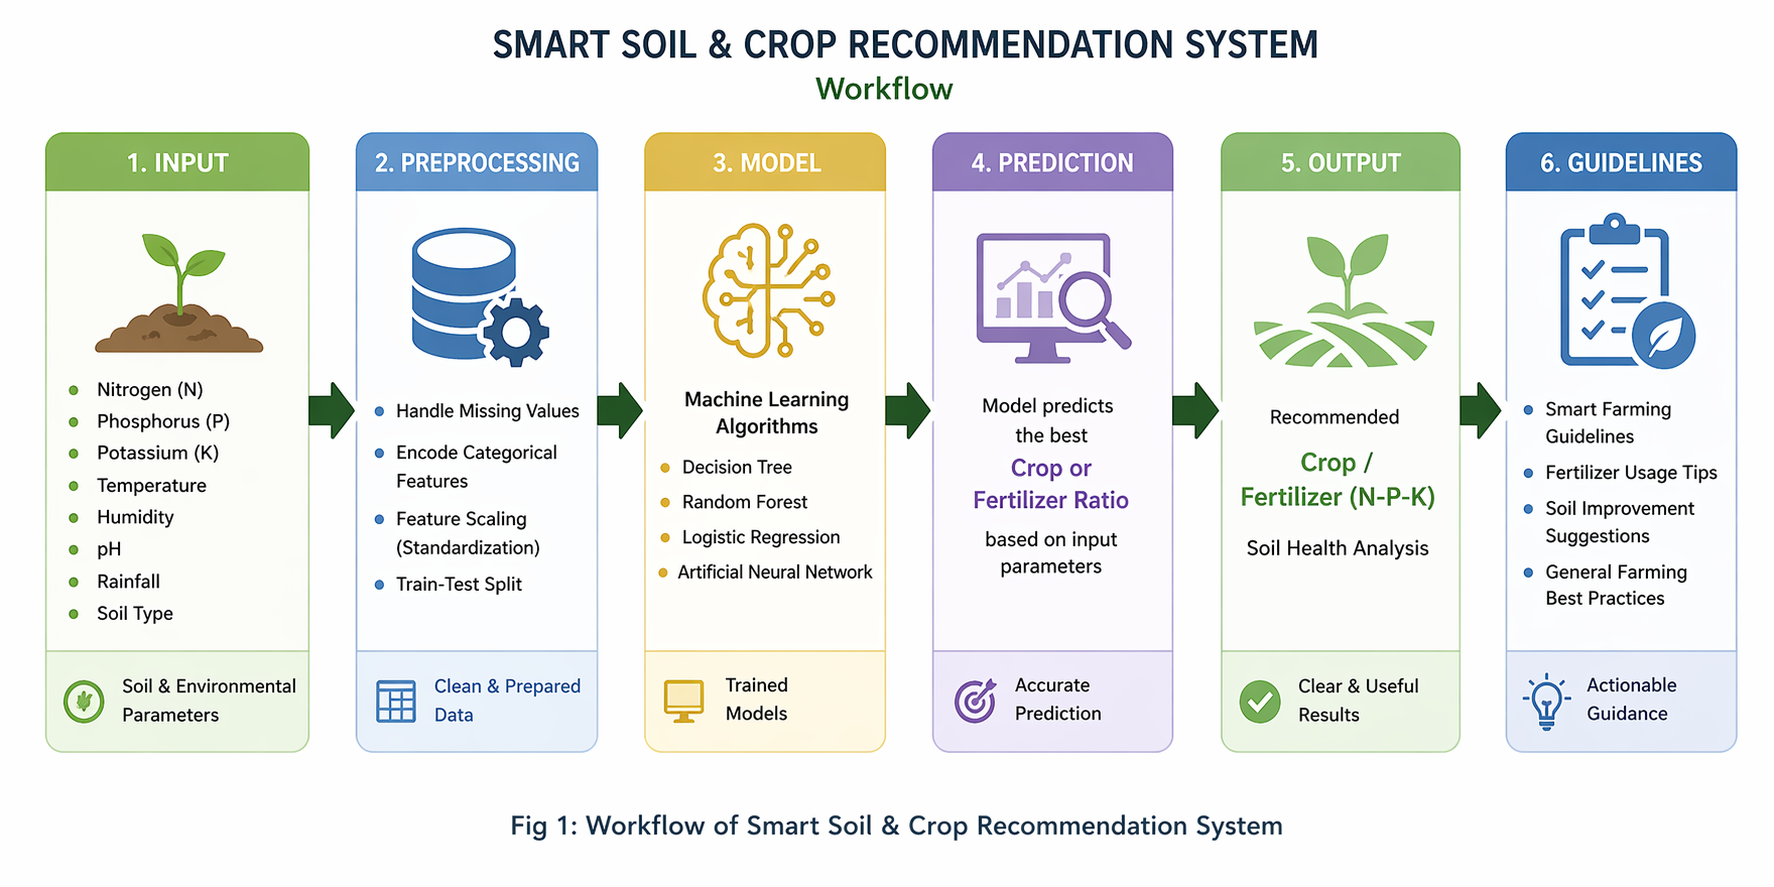 SMART SOIL & CROP RECOMMENDATION SYSTEM
Workflow
1. INPUT
Nitrogen (N)
Phosphorus (P)
Potassium (K)
Temperature
Humidity
pH
Rainfall
Soil Type
Soil & Environmental
Parameters
2. PREPROCESSING
Handle Missing Values
Encode Categorical
Features
Feature Scaling
(Standardization)
Train-Test Split
Clean & Prepared
Data
3. MODEL
Machine Learning
Algorithms
Decision Tree
Random Forest
Logistic Regression
Artificial Neural Network
Trained
Models
4. PREDICTION
Model predicts
the best
Crop or
Fertilizer Ratio
based on input
parameters
Accurate
Prediction
5. OUTPUT
Recommended
Crop /
Fertilizer (N-P-K)
Soil Health Analysis
Clear & Useful
Results
6. GUIDELINES
Smart Farming
Guidelines
Fertilizer Usage Tips
Soil Improvement
Suggestions
General Farming
Best Practices
Actionable
Guidance
Fig 1: Workflow of Smart Soil & Crop Recommendation System